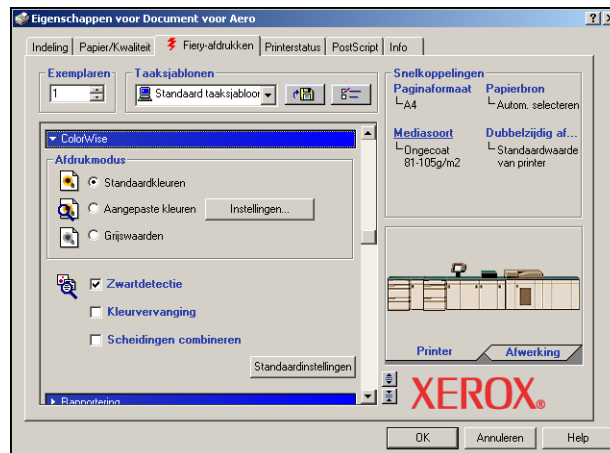 Eigenschappen voor Document voor Aero
Indeling
Papier/Kwaliteit
Fiery-afdrukken
Printerstatus
PostScript
Info
Exemplaren
1
Taaksjablonen
Standaard taaksjabloor
ColorWise
Afdrukmodus
Standaardkleuren
Aangepaste kleuren
Instellingen...
Grijswaarden
Zwartdetectie
Kleurvervanging
Scheidingen combineren
Standaardinstellingen
Rapportering
Snelkoppelingen
Paginaformaat
A4
Papierbron
Autom. selecteren
Mediasoort
Ongecoat
81-105g/m2
Dubbelzijdig af...
Standaardwaarde
van printer
Printer
Afwerking
XEROX®
OK
Annuleren
Help